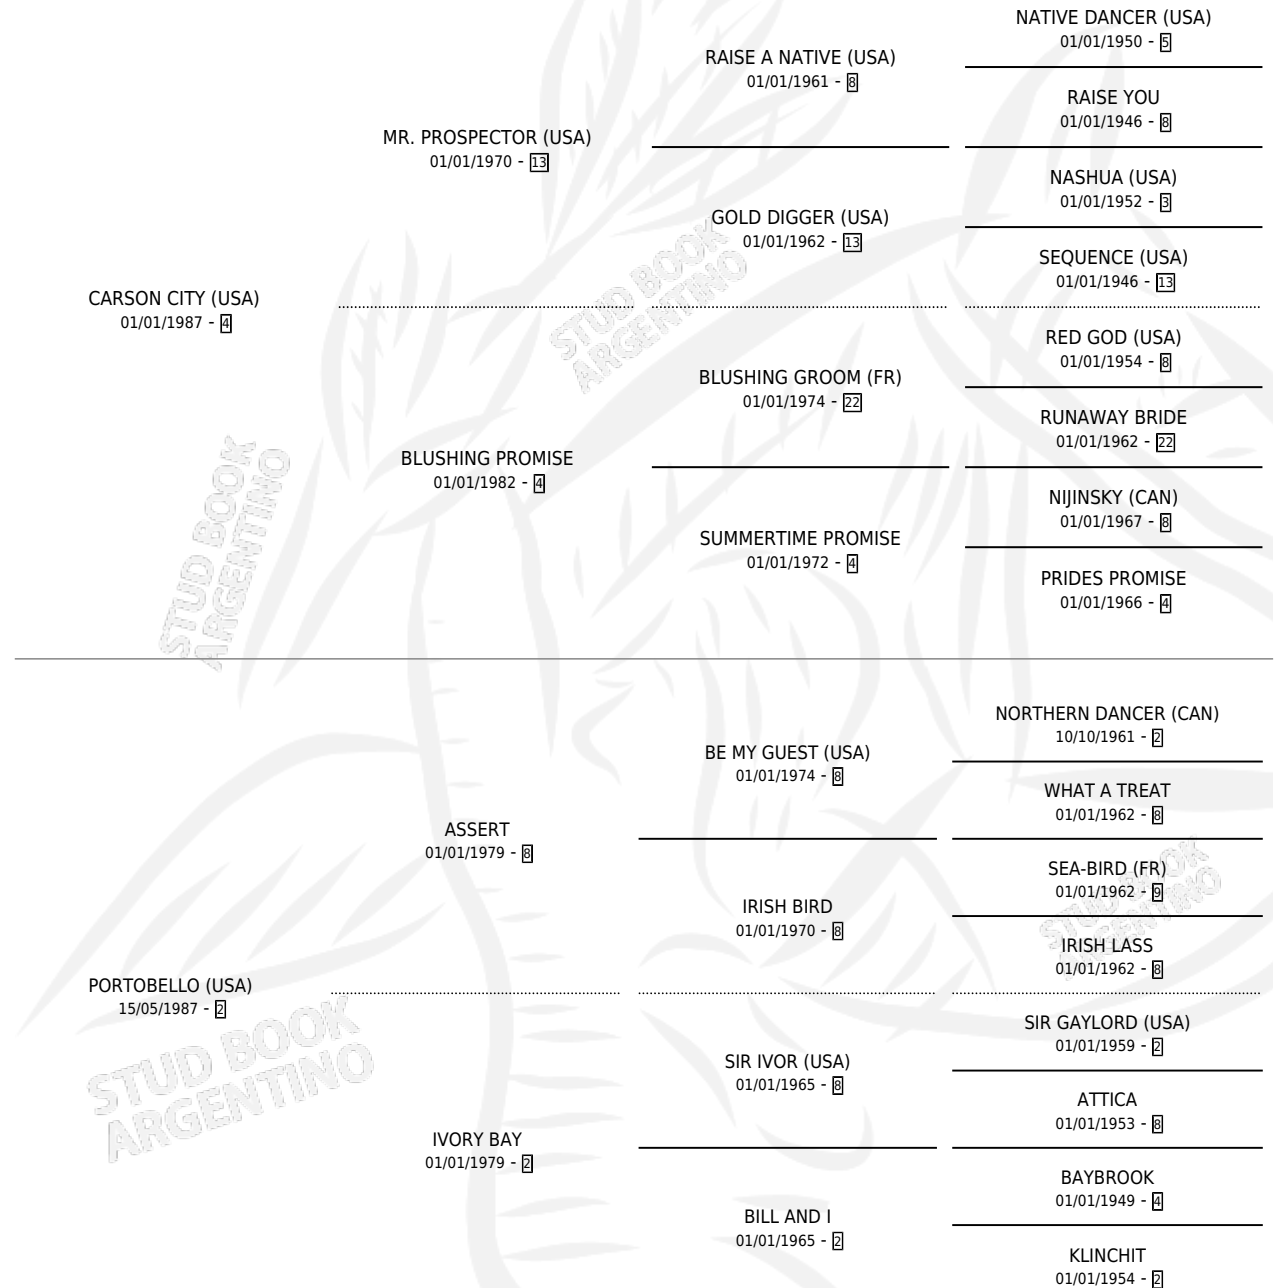 NATIVE DANCER (USA)
01/01/1950 - 5
RAISE A NATIVE (USA)
01/01/1961 - 8
RAISE YOU
01/01/1946 - 8
MR. PROSPECTOR (USA)
01/01/1970 - 13
NASHUA (USA)
01/01/1952 - 3
GOLD DIGGER (USA)
01/01/1962 - 13
SEQUENCE (USA)
01/01/1946 - 13
CARSON CITY (USA)
01/01/1987 - 4
STUD BOOK
ARGENTINO
RED GOD (USA)
01/01/1954 - 8
BLUSHING GROOM (FR)
01/01/1974 - 22
RUNAWAY BRIDE
01/01/1962 - 22
BLUSHING PROMISE
01/01/1982 - 4
NIJINSKY (CAN)
01/01/1967 - 8
SUMMERTIME PROMISE
01/01/1972 - 4
PRIDES PROMISE
01/01/1966 - 4
STUD BOOK
ARGENTINO
NORTHERN DANCER (CAN)
10/10/1961 - 2
BE MY GUEST (USA)
01/01/1974 - 8
WHAT A TREAT
01/01/1962 - 8
ASSERT
01/01/1979 - 8
SEA-BIRD (FR)
01/01/1962 - 9
IRISH BIRD
01/01/1970 - 8
STUD BOOK
ARGENTINO
IRISH LASS
01/01/1962 - 8
PORTOBELLO (USA)
15/05/1987 - 2
STUD BOOK
ARGENTINO
SIR GAYLORD (USA)
01/01/1959 - 2
SIR IVOR (USA)
01/01/1965 - 8
ATTICA
01/01/1953 - 8
IVORY BAY
01/01/1979 - 2
BAYBROOK
01/01/1949 - 4
BILL AND I
01/01/1965 - 2
KLINCHIT
01/01/1954 - 2